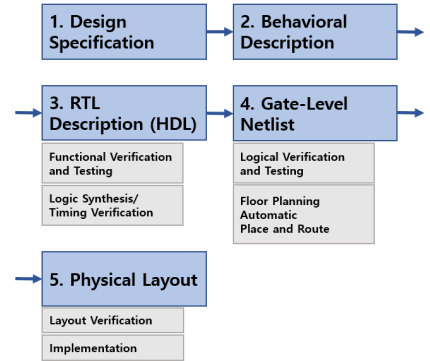 1. Design
Specification
2. Behavioral
Description
3. RTL
Description (HDL)
Functional Verification
and Testing
Logic Synthesis/
Timing Verification
4. Gate-Level
Netlist
Logical Verification
and Testing
Floor Planning
Automatic
Place and Route
5. Physical Layout
Layout Verification
Implementation